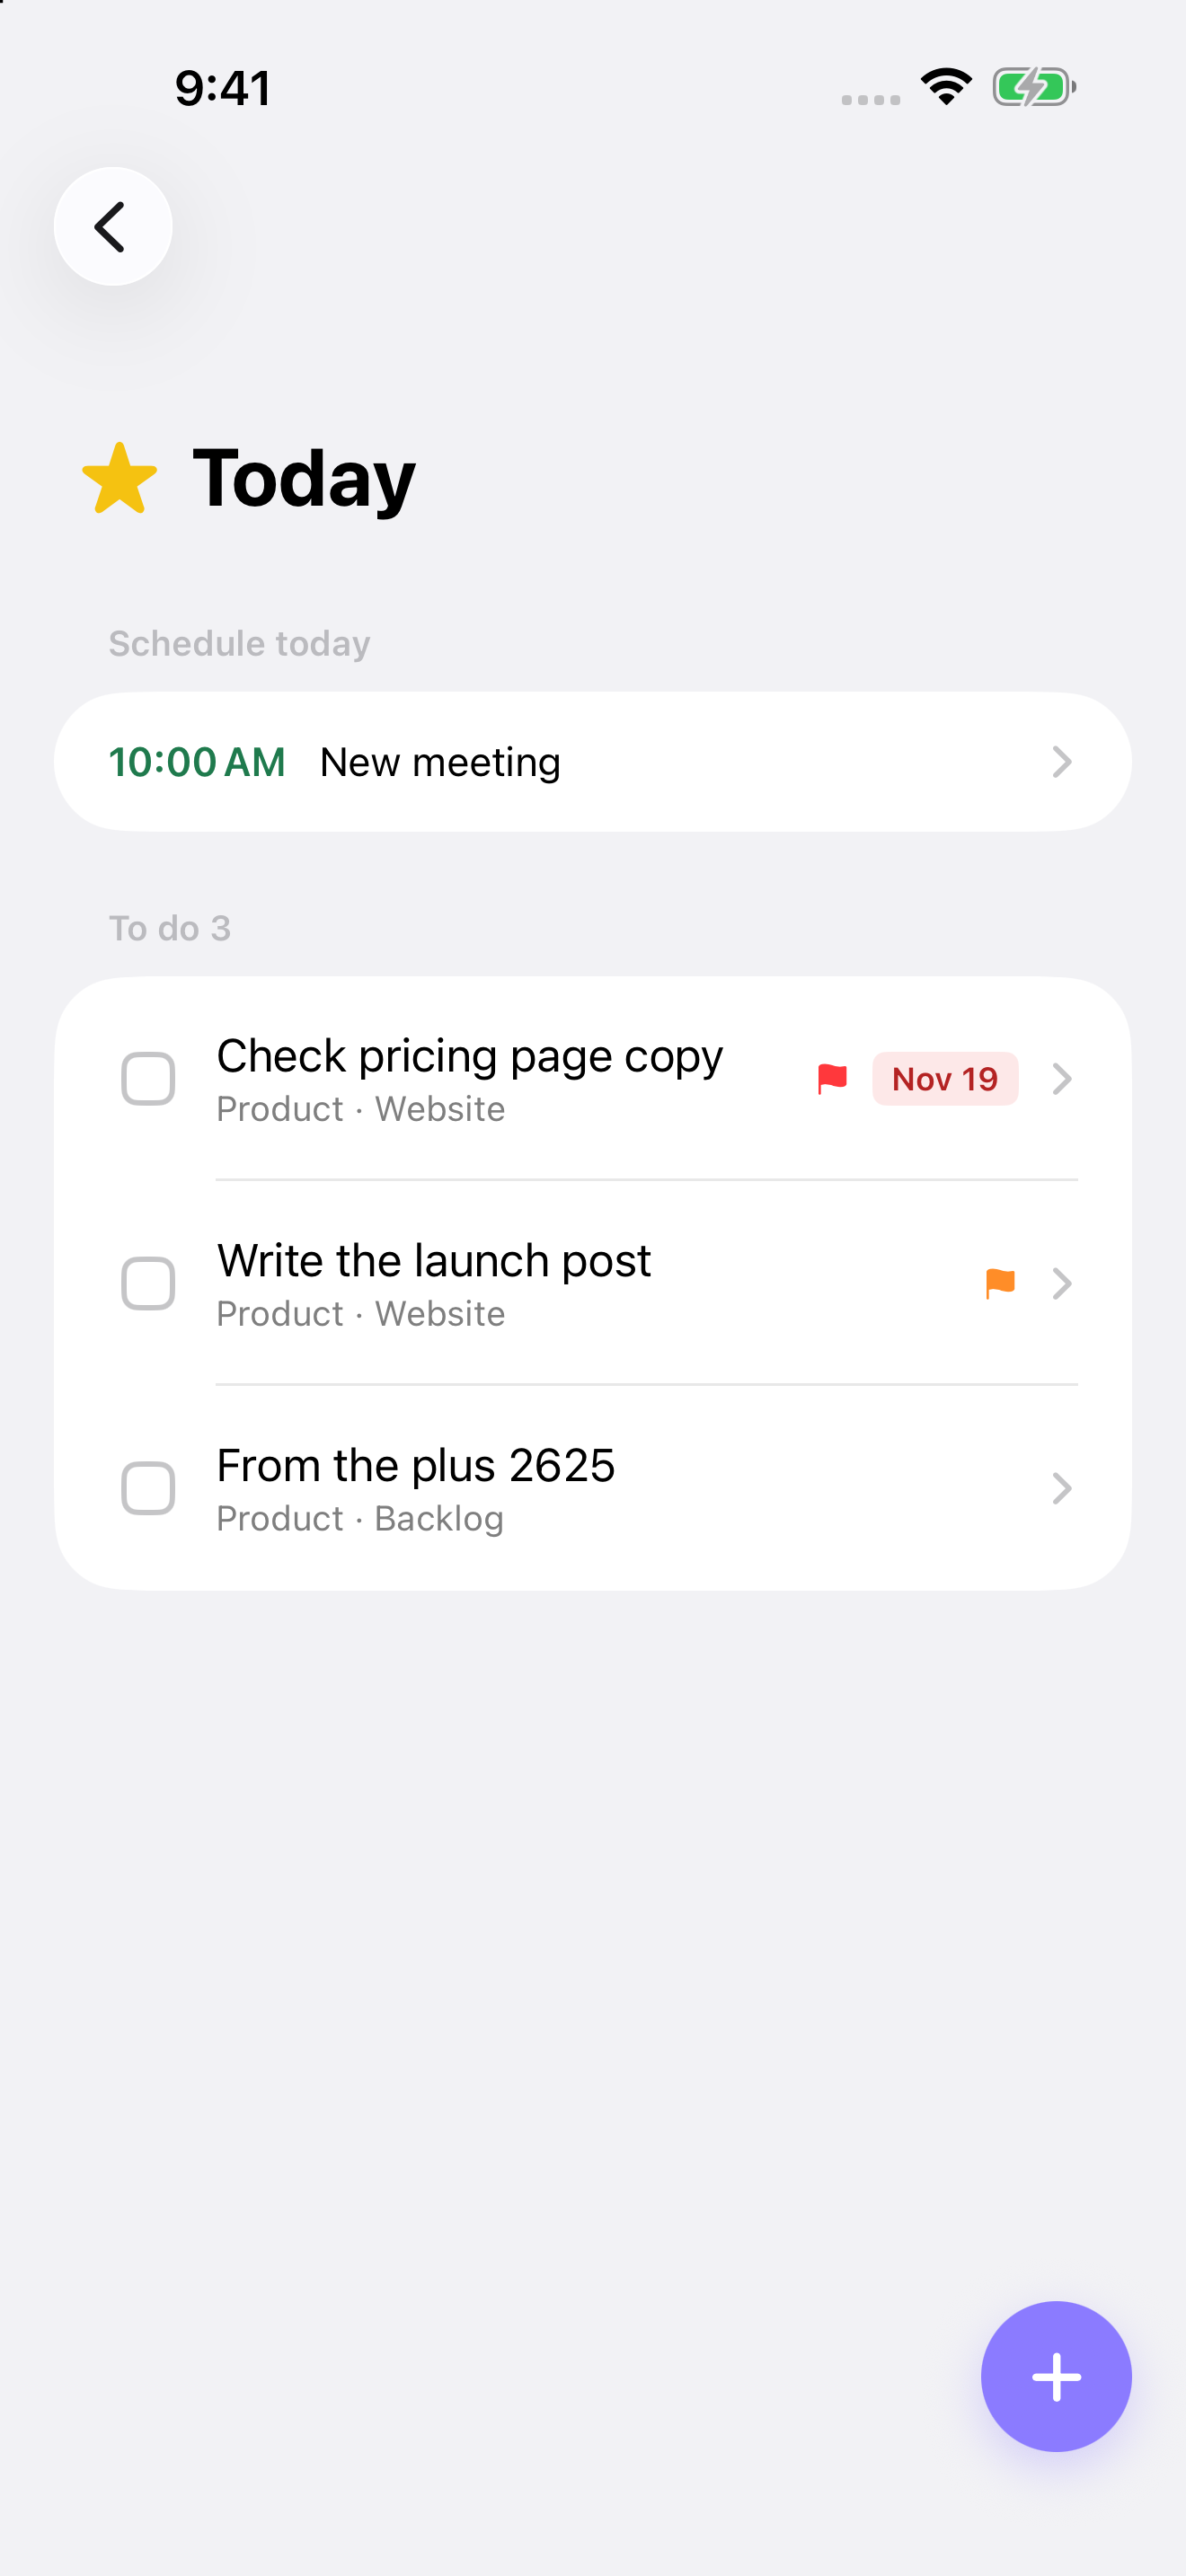 9:41
Today
Schedule today
10:00 AM New meeting
To do 3
Check pricing page copy
Product · Website
Nov 19
Write the launch post
Product · Website
From the plus 2625
Product · Backlog